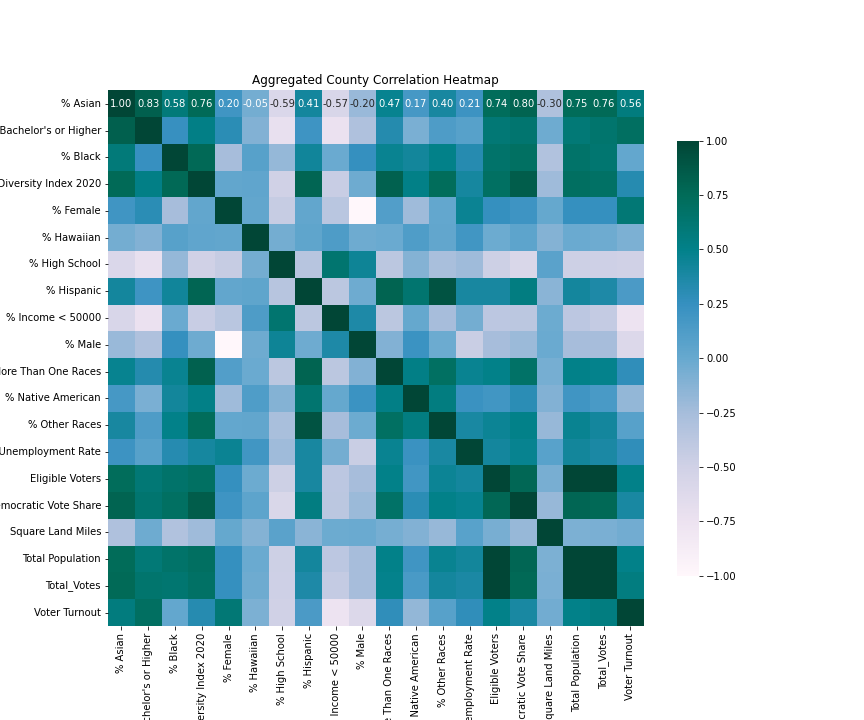 Aggregated County Correlation Heatmap
% Asian 1.00 0.83 0.58 0.76 0.20 -0.05 -0.59 0.41 -0.57 -0.20 0.47 0.17 0.40 0.21 0.74 0.80 -0.30 0.75 0.76 0.56
Bachelor's or Higher
% Black
Diversity Index 2020
% Female
% Hawaiian
% High School
% Hispanic
% Income < 50000
% Male
ore Than One Races
% Native American
% Other Races
Unemployment Rate
Eligible Voters
mocratic Vote Share
Square Land Miles
Total Population
Total_Votes
Voter Turnout
% Asian
chelor's or Higher
% Black
ersity Index 2020
% Female
% Hawaiian
% High School
% Hispanic
Income < 50000
% Male
e Than One Races
Native American
% Other Races
employment Rate
Eligible Voters
cratic Vote Share
quare Land Miles
Total Population
Total_Votes
Voter Turnout
1.00
0.75
0.50
0.25
0.00
−0.25
−0.50
−0.75
−1.00